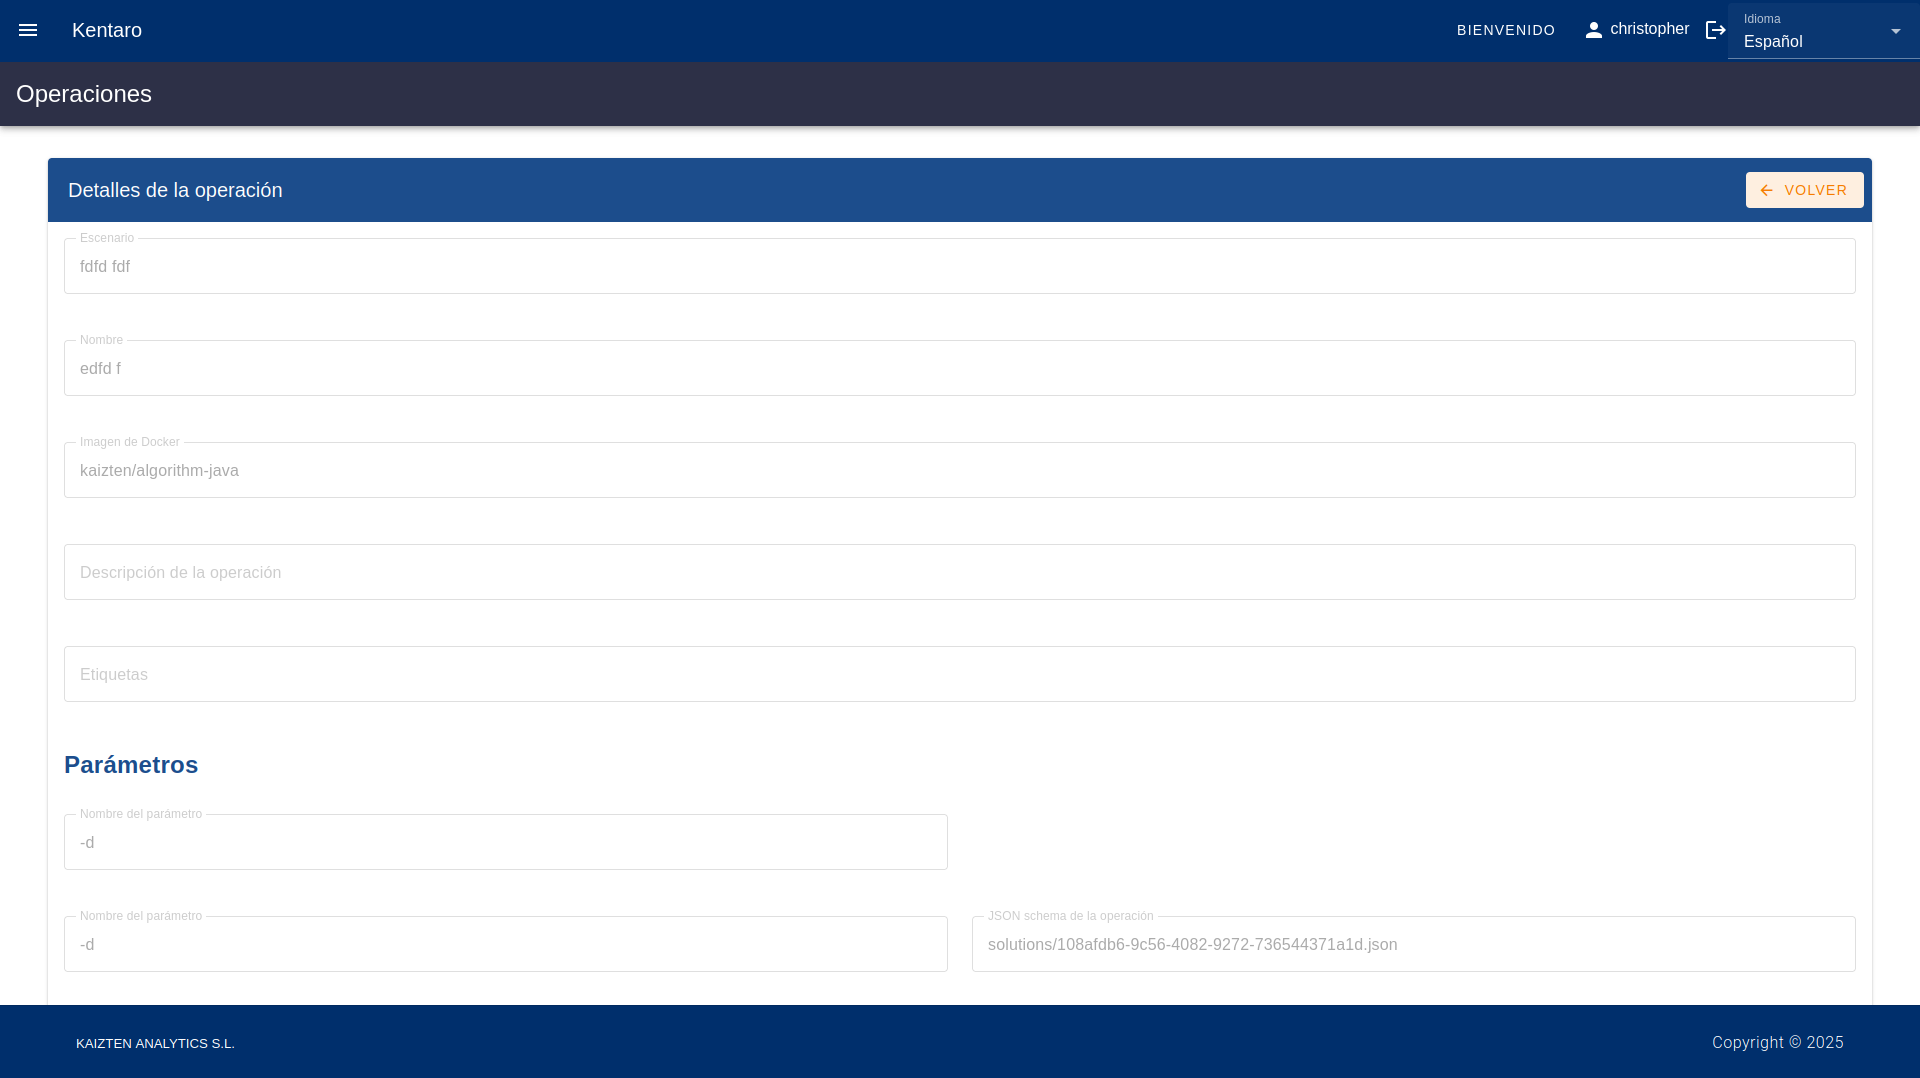 Kentaro
BIENVENIDO
christopher
Idioma
Español
Operaciones
Detalles de la operación
VOLVER
Escenario
fdfd fdf
Nombre
edfd f
Imagen de Docker
kaizten/algorithm-java
Descripción de la operación
Etiquetas
Parámetros
Nombre del parámetro
-d
Nombre del parámetro
-d
JSON schema de la operación
solutions/108afdb6-9c56-4082-9272-736544371a1d.json
KAIZTEN ANALYTICS S.L.
Copyright © 2025